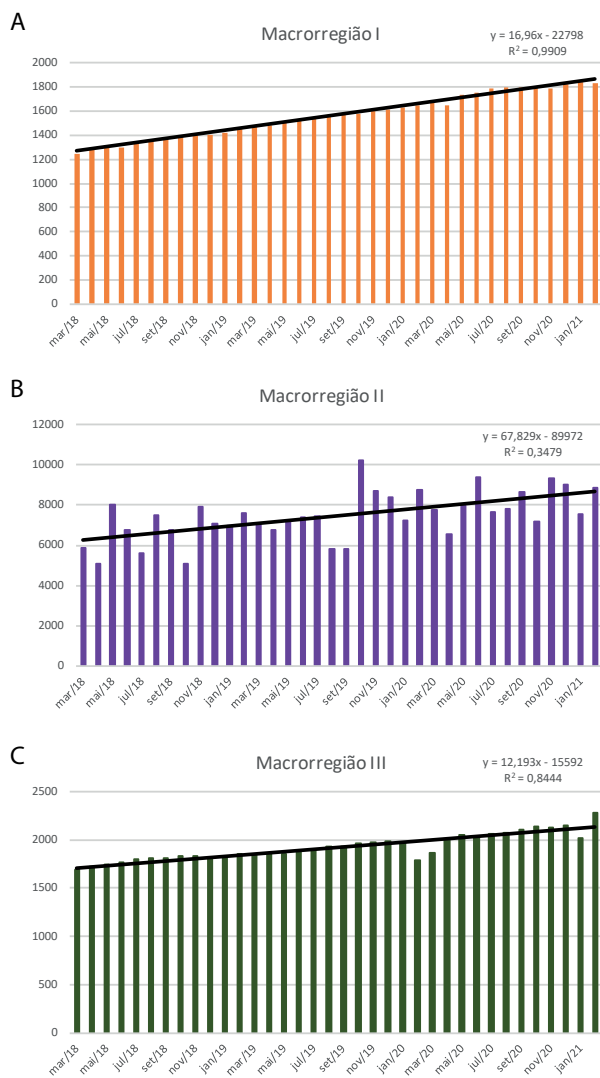 A
Macrorregião I
y = 16,96x - 22798
R² = 0,9909
2000
1800
1600
1400
1200
1000
800
600
400
200
0
mar/18 mai/18 jul/18 set/18 nov/18 jan/19 mar/19 mai/19 jul/19 set/19 nov/19 jan/20 mar/20 mai/20 jul/20 set/20 nov/20 jan/21
B
Macrorregião II
y = 67,829x - 89972
R² = 0,3479
12000
10000
8000
6000
4000
2000
0
mar/18 mai/18 jul/18 set/18 nov/18 jan/19 mar/19 mai/19 jul/19 set/19 nov/19 jan/20 mar/20 mai/20 jul/20 set/20 nov/20 jan/21
C
Macrorregião III
y = 12,193x - 15592
R² = 0,8444
2500
2000
1500
1000
500
0
mar/18 mai/18 jul/18 set/18 nov/18 jan/19 mar/19 mai/19 jul/19 set/19 nov/19 jan/20 mar/20 mai/20 jul/20 set/20 nov/20 jan/21